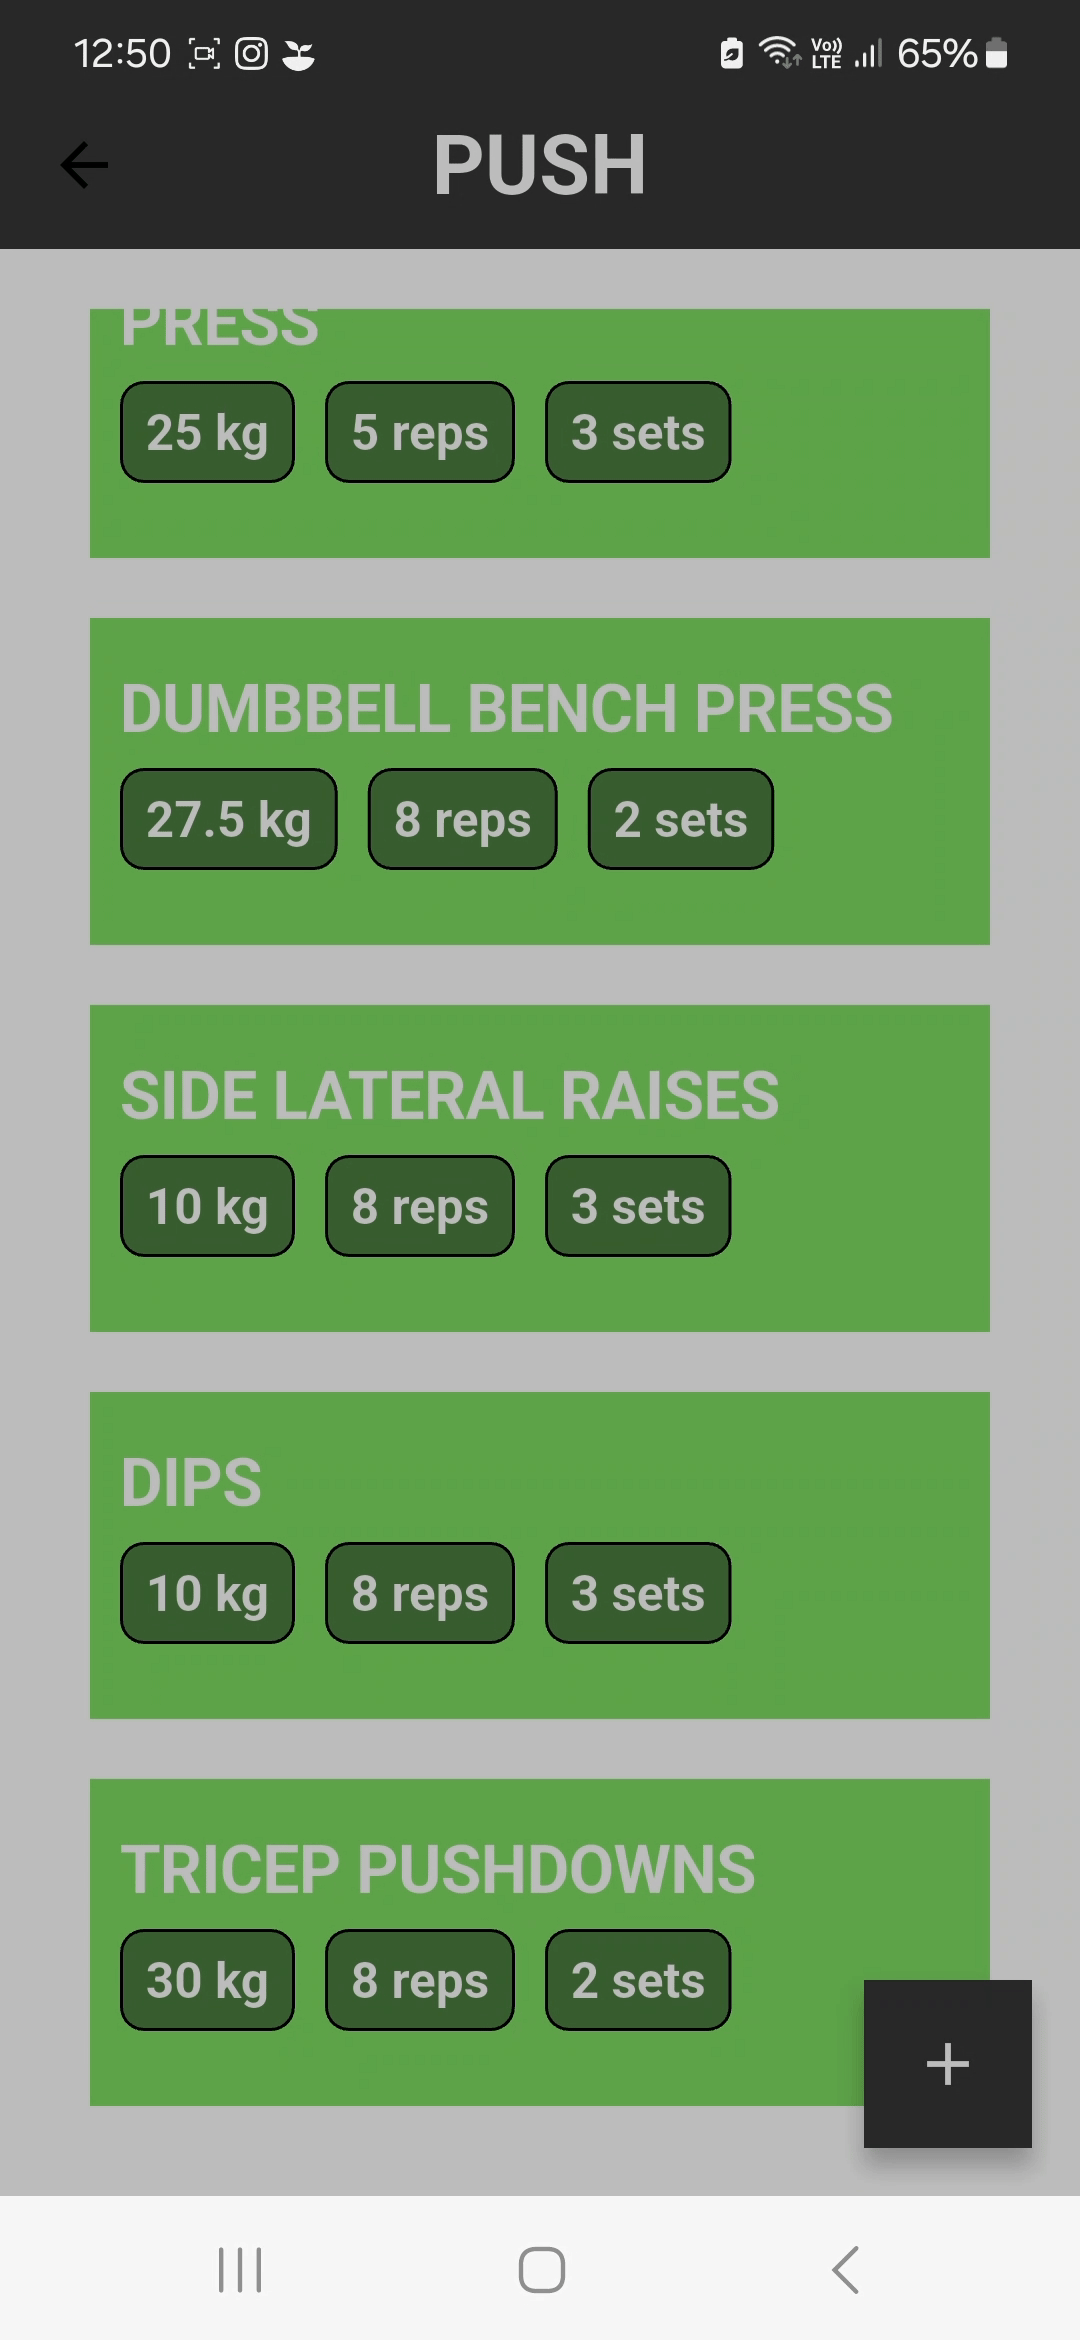 12:50
Vo)) LTE
65%
PUSH
PRESS
25 kg 5 reps 3 sets
DUMBBELL BENCH PRESS
27.5 kg 8 reps 2 sets
SIDE LATERAL RAISES
10 kg 8 reps 3 sets
DIPS
10 kg 8 reps 3 sets
TRICEP PUSHDOWNS
30 kg 8 reps 2 sets